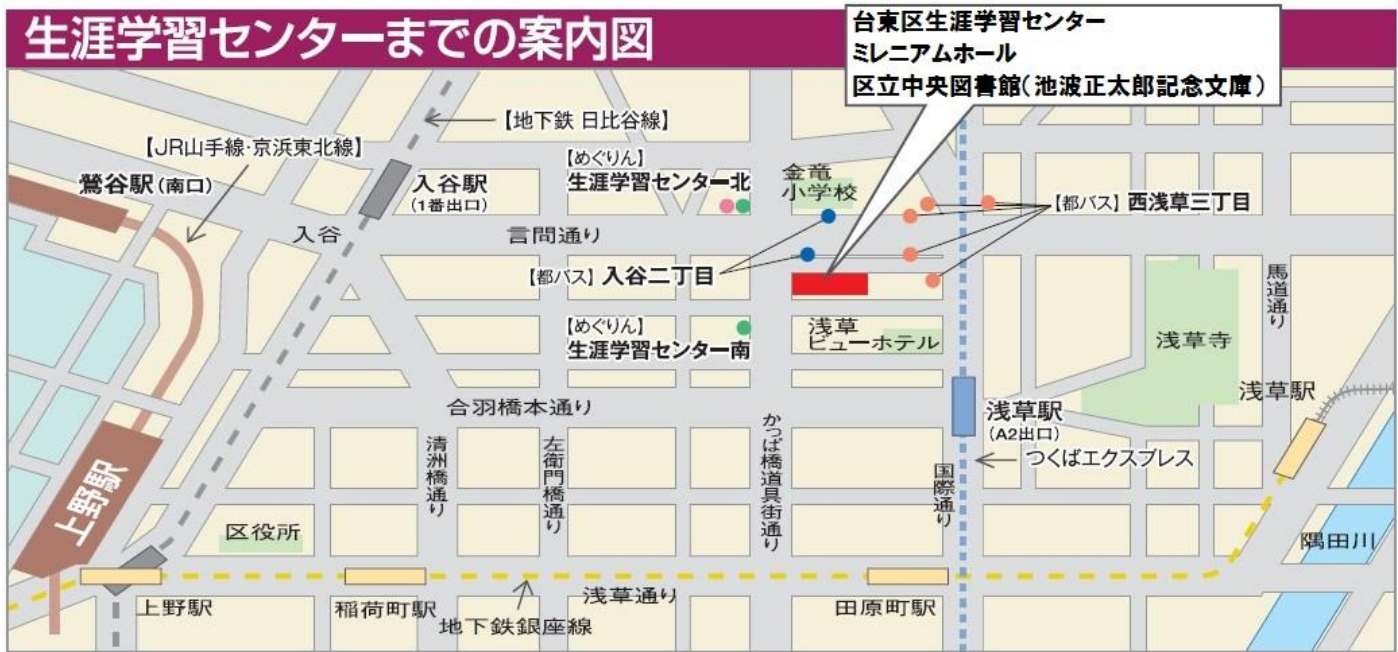 生涯学習センターまでの案内図
台東区生涯学習センター
ミレニアムホール
区立中央図書館(池波正太郎記念文庫)
【地下鉄 日比谷線】
【JR山手線・京浜東北線】
鶯谷駅(南口)
入谷駅
(1番出口)
【めぐりん】
生涯学習センター北
金竜
小学校
【都バス】西浅草三丁目
入谷
言問通り
【都バス】入谷二丁目
馬道通り
【めぐりん】
生涯学習センター南
浅草
ビューホテル
浅草寺
浅草駅
合羽橋本通り
浅草駅
(A2出口)
つくばエクスプレス
清洲橋通り
左衛門橋通り
かっぱ橋道具街通り
国際通り
上野駅
区役所
隅田川
上野駅
稲荷町駅
地下鉄銀座線
浅草通り
田原町駅